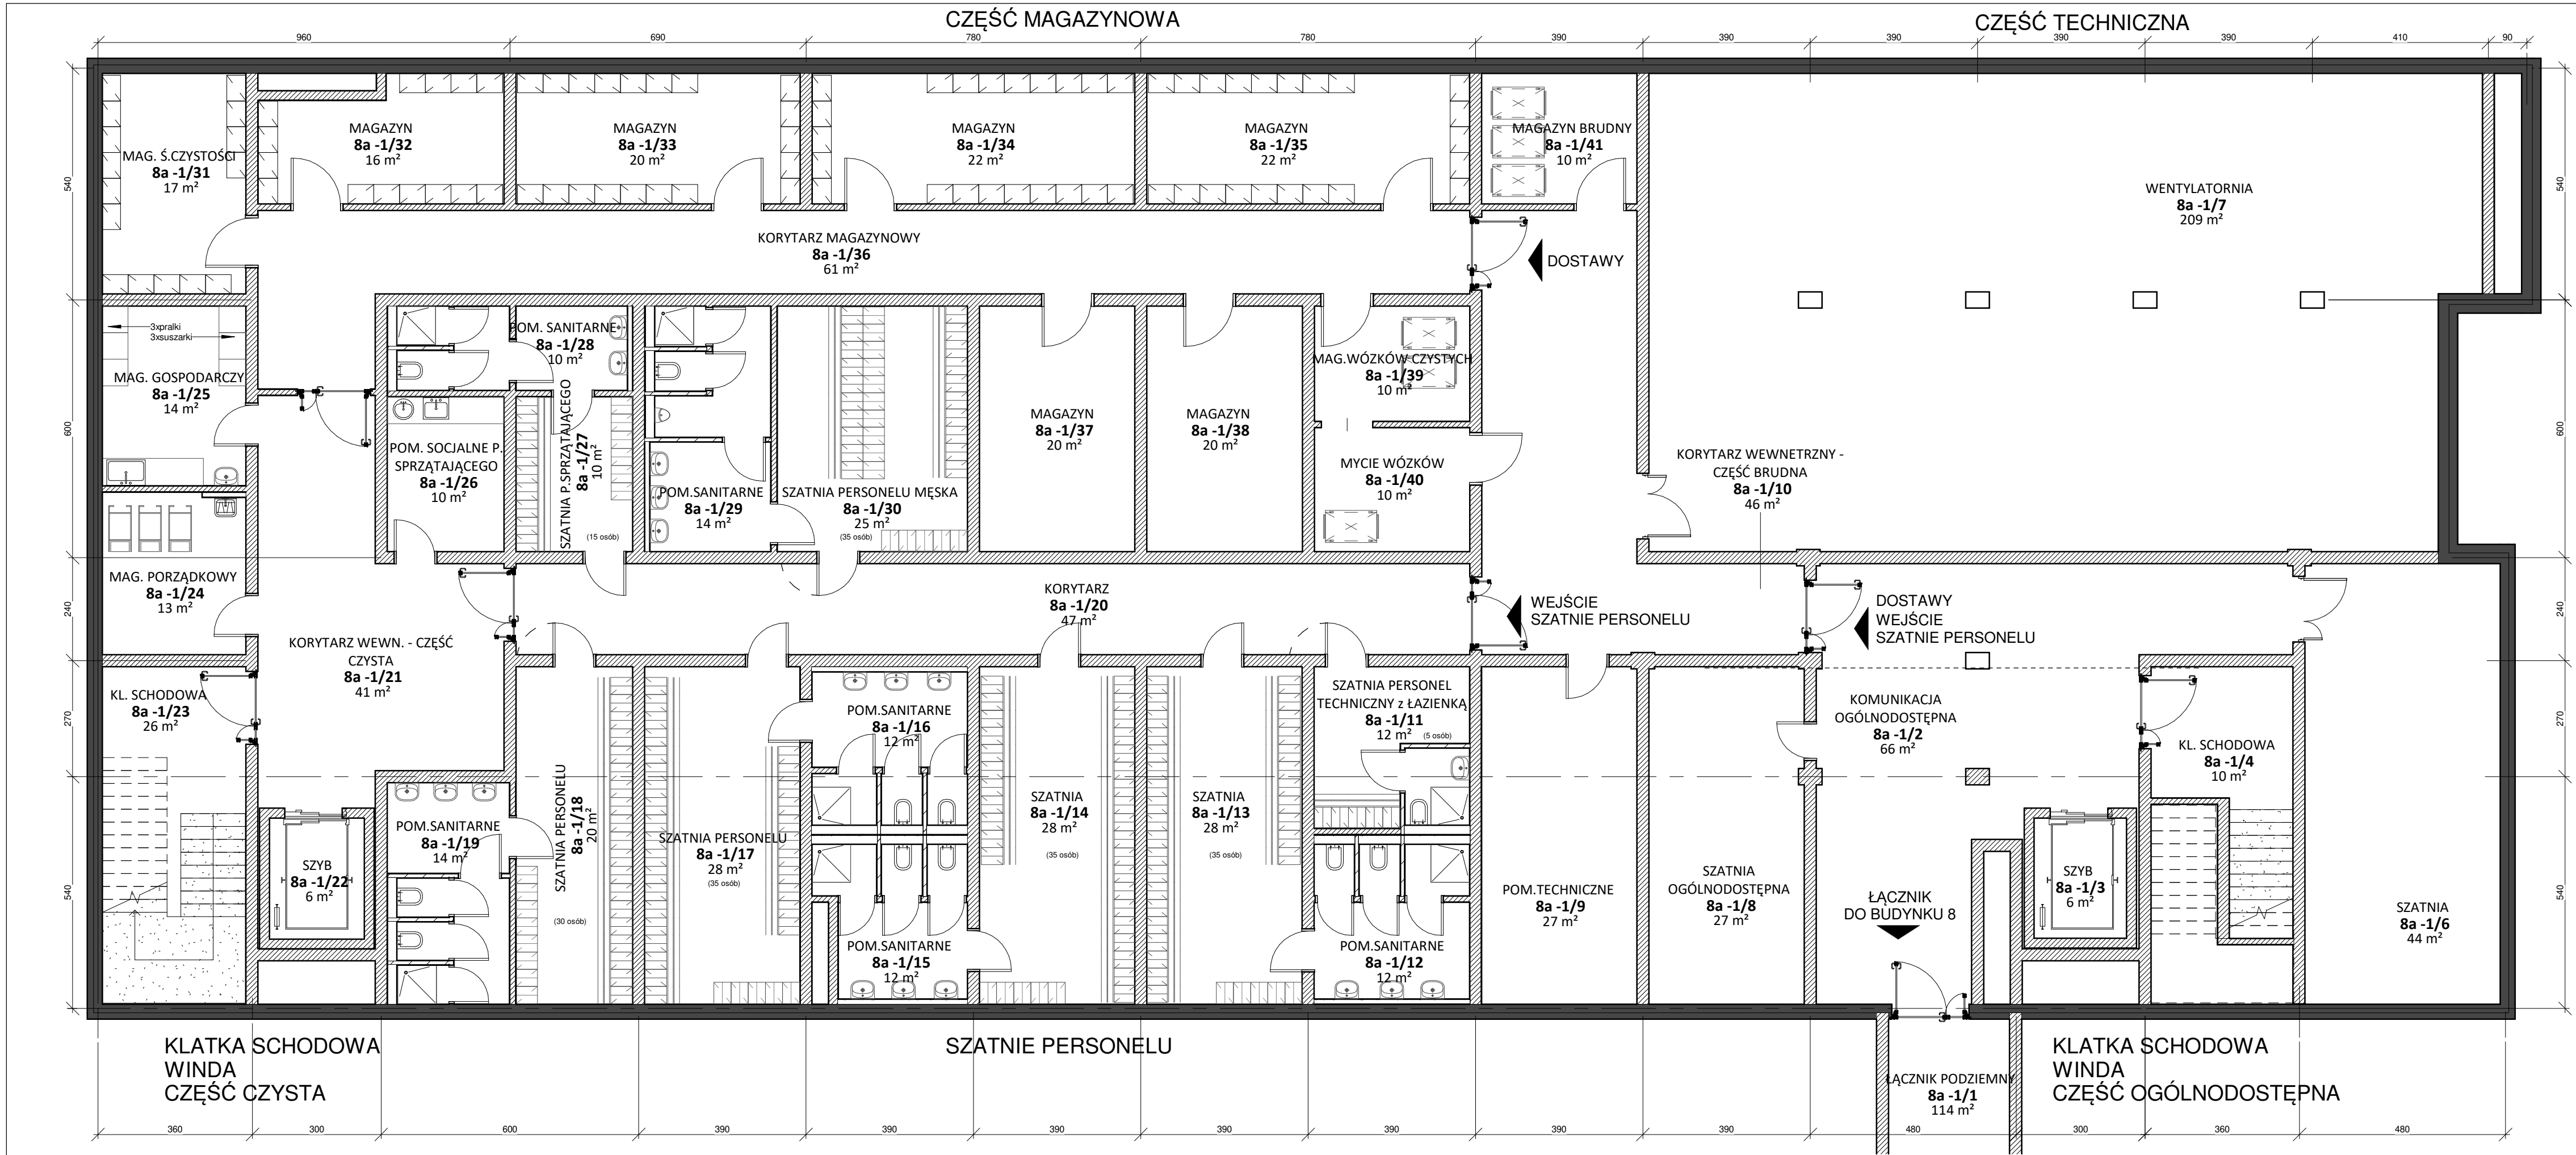 CZĘŚĆ MAGAZYNOWA
CZĘŚĆ TECHNICZNA
960
690
780
780
390
390
390
390
390
410
90
540
600
240
270
540
540
600
240
270
540
MAG. Ś.CZYSTOŚCI
8a -1/31
17 m²
MAGAZYN
8a -1/32
16 m²
MAGAZYN
8a -1/33
20 m²
MAGAZYN
8a -1/34
22 m²
MAGAZYN
8a -1/35
22 m²
MAGAZYN BRUDNY
8a -1/41
10 m²
WENTYLATORNIA
8a -1/7
209 m²
KORYTARZ MAGAZYNOWY
8a -1/36
61 m²
DOSTAWY
3xpralki
3xsuszarki
MAG. GOSPODARCZY
8a -1/25
14 m²
POM. SANITARNE
8a -1/28
10 m²
POM. SOCJALNE P.
SPRZĄTAJĄCEGO
8a -1/26
10 m²
SZATNIA P.SPRZĄTAJĄCEGO
8a -1/27
10 m²
(15 osób)
POM.SANITARNE
8a -1/29
14 m²
SZATNIA PERSONELU MĘSKA
8a -1/30
25 m²
(35 osób)
MAGAZYN
8a -1/37
20 m²
MAGAZYN
8a -1/38
20 m²
MAG.WÓZKÓW CZYSTYCH
8a -1/39
10 m²
MYCIE WÓZKÓW
8a -1/40
10 m²
KORYTARZ WEWNETRZNY -
CZĘŚĆ BRUDNA
8a -1/10
46 m²
MAG. PORZĄDKOWY
8a -1/24
13 m²
KORYTARZ WEWN. - CZĘŚĆ
CZYSTA
8a -1/21
41 m²
KORYTARZ
8a -1/20
47 m²
WEJŚCIE
SZATNIE PERSONELU
DOSTAWY
WEJŚCIE
SZATNIE PERSONELU
KL. SCHODOWA
8a -1/23
26 m²
SZYB
8a -1/22
6 m²
POM.SANITARNE
8a -1/19
14 m²
SZATNIA PERSONELU
8a -1/18
20 m²
(30 osób)
SZATNIA PERSONELU
8a -1/17
28 m²
(35 osób)
POM.SANITARNE
8a -1/16
12 m²
POM.SANITARNE
8a -1/15
12 m²
SZATNIA
8a -1/14
28 m²
(35 osób)
SZATNIA
8a -1/13
28 m²
(35 osób)
SZATNIA PERSONEL
TECHNICZNY z ŁAZIENKĄ
8a -1/11
12 m²
(5 osób)
POM.SANITARNE
8a -1/12
12 m²
POM.TECHNICZNE
8a -1/9
27 m²
SZATNIA
OGÓLNODOSTĘPNA
8a -1/8
27 m²
KOMUNIKACJA
OGÓLNODOSTĘPNA
8a -1/2
66 m²
ŁĄCZNIK
DO BUDYNKU 8
SZYB
8a -1/3
6 m²
KL. SCHODOWA
8a -1/4
10 m²
SZATNIA
8a -1/6
44 m²
KLATKA SCHODOWA
WINDA
CZĘŚĆ CZYSTA
SZATNIE PERSONELU
ŁĄCZNIK PODZIEMNY
8a -1/1
114 m²
KLATKA SCHODOWA
WINDA
CZĘŚĆ OGÓLNODOSTĘPNA
360
300
600
390
390
390
390
390
390
390
480
300
360
480